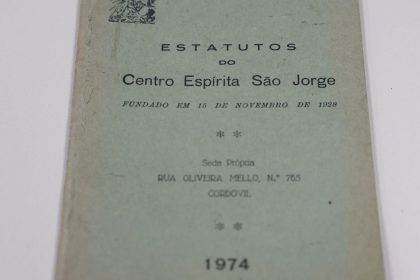 ESTATUTOS
DO
Centro Espírita São Jorge
FUNDADO EM 15 DE NOVEMBRO DE 1928
* *
Sede Própria
RUA OLIVEIRA MELLO, N.º 765
CORDOVIL
* *
1974